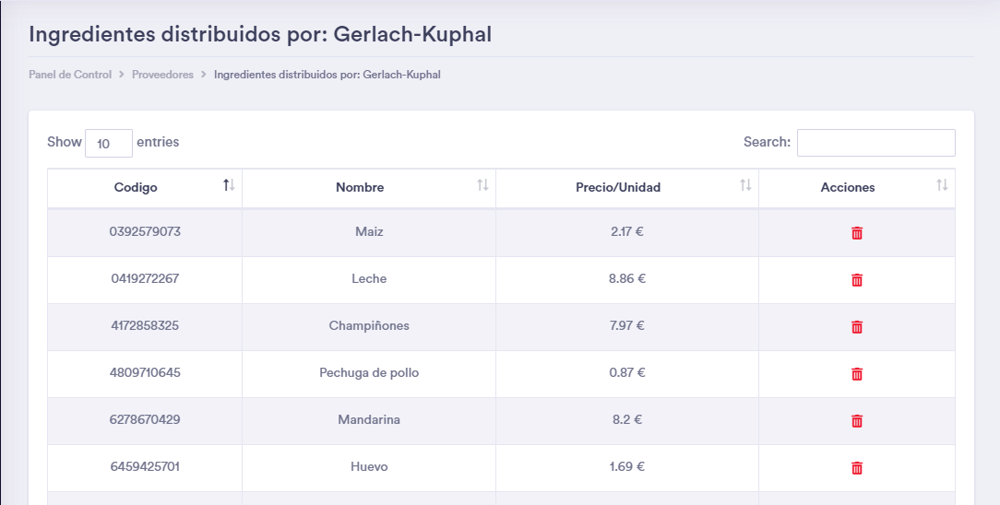 Ingredientes distribuidos por: Gerlach-Kuphal
Panel de Control > Proveedores > Ingredientes distribuidos por: Gerlach-Kuphal
Show 10 entries Search:
Codigo Nombre Precio/Unidad Acciones
0392579073 Maiz 2.17 €
0419272267 Leche 8.86 €
4172858325 Champiñones 7.97 €
4809710645 Pechuga de pollo 0.87 €
6278670429 Mandarina 8.2 €
6459425701 Huevo 1.69 €